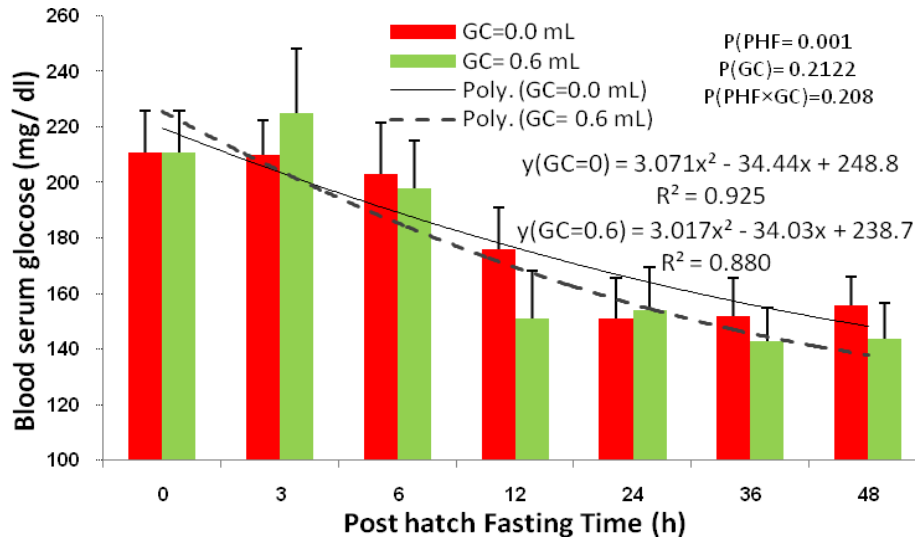 GC=0.0 mL
GC= 0.6 mL
Poly. (GC=0.0 mL)
Poly. (GC= 0.6 mL)
P(PHF= 0.001
P(GC)= 0.2122
P(PHF×GC)=0.208
y(GC=0) = 3.071x² - 34.44x + 248.8
R² = 0.925
y(GC=0.6) = 3.017x² - 34.03x + 238.7
R² = 0.880
Blood serum glocose (mg/ dl)
260
240
220
200
180
160
140
120
100
0 3 6 12 24 36 48
Post hatch Fasting Time (h)